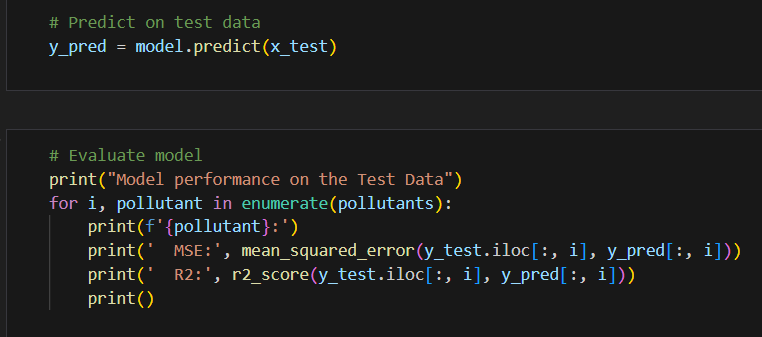 # Predict on test data
y_pred = model.predict(x_test)
# Evaluate model
print("Model performance on the Test Data")
for i, pollutant in enumerate(pollutants):
    print(f'{pollutant}:')
    print('  MSE:', mean_squared_error(y_test.iloc[:, i], y_pred[:, i]))
    print('  R2:', r2_score(y_test.iloc[:, i], y_pred[:, i]))
    print()